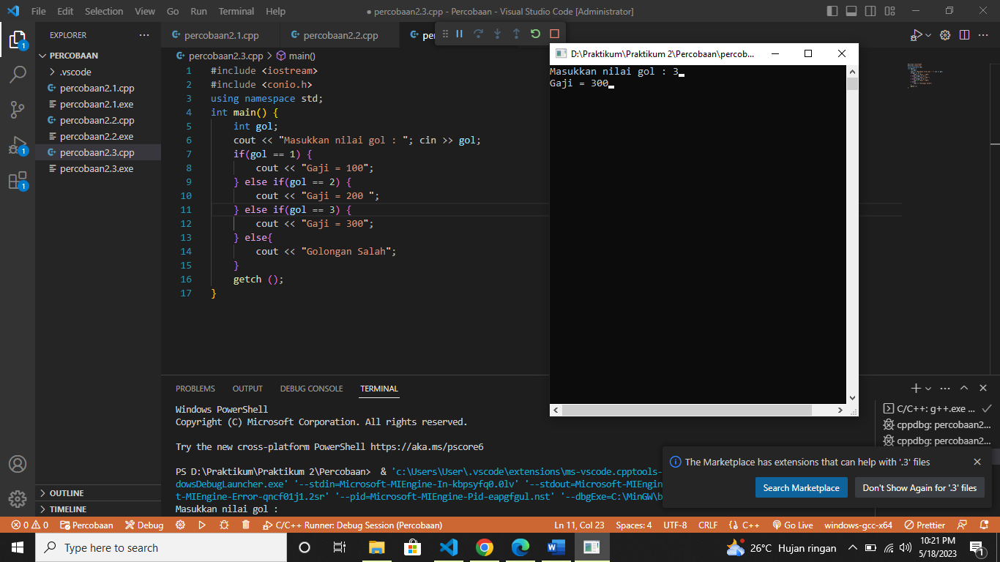 File Edit Selection View Go Run Terminal Help
● percobaan2.3.cpp - Percobaan - Visual Studio Code [Administrator]
EXPLORER
PERCOBAAN
.vscode
percobaan2.1.cpp
percobaan2.1.exe
percobaan2.2.cpp
percobaan2.2.exe
percobaan2.3.cpp
percobaan2.3.exe
OUTLINE
TIMELINE
percobaan2.1.cpp percobaan2.2.cpp
percobaan2.3.cpp > main()
1 #include <iostream>
2 #include <conio.h>
3 using namespace std;
4 int main() {
5 int gol;
6 cout << "Masukkan nilai gol : "; cin >> gol;
7 if(gol == 1) {
8 cout << "Gaji = 100";
9 } else if(gol == 2) {
10 cout << "Gaji = 200 ";
11 } else if(gol == 3) {
12 cout << "Gaji = 300";
13 } else{
14 cout << "Golongan Salah";
15 }
16 getch ();
17 }
D:\Praktikum\Praktikum 2\Percobaan\percob...
Masukkan nilai gol : 3
Gaji = 300
PROBLEMS OUTPUT DEBUG CONSOLE TERMINAL
Windows PowerShell
Copyright (C) Microsoft Corporation. All rights reserved.
Try the new cross-platform PowerShell https://aka.ms/pscore6
PS D:\Praktikum\Praktikum 2\Percobaan> & 'c:\Users\User\.vscode\extensions\ms-vscode.cpptools-
dowsDebugLauncher.exe' '--stdin=Microsoft-MIEngine-In-kbpsyfq0.0lv' '--stdout=Microsoft-MIEngin
t-MIEngine-Error-qncf01j1.2sr' '--pid=Microsoft-MIEngine-Pid-eapgfgul.nst' '--dbgExe=C:\MinGW\b
Masukkan nilai gol :
C/C++: g++.exe ...
cppdbg: percobaan2...
cppdbg: percobaan2...
The Marketplace has extensions that can help with '.3' files
Search Marketplace Don't Show Again for '.3' files
0 0 Percobaan Debug C/C++ Runner: Debug Session (Percobaan) Ln 11, Col 23 Spaces: 4 UTF-8 CRLF C++ Go Live windows-gcc-x64 Prettier
Type here to search
26°C Hujan ringan
10:21 PM
5/18/2023